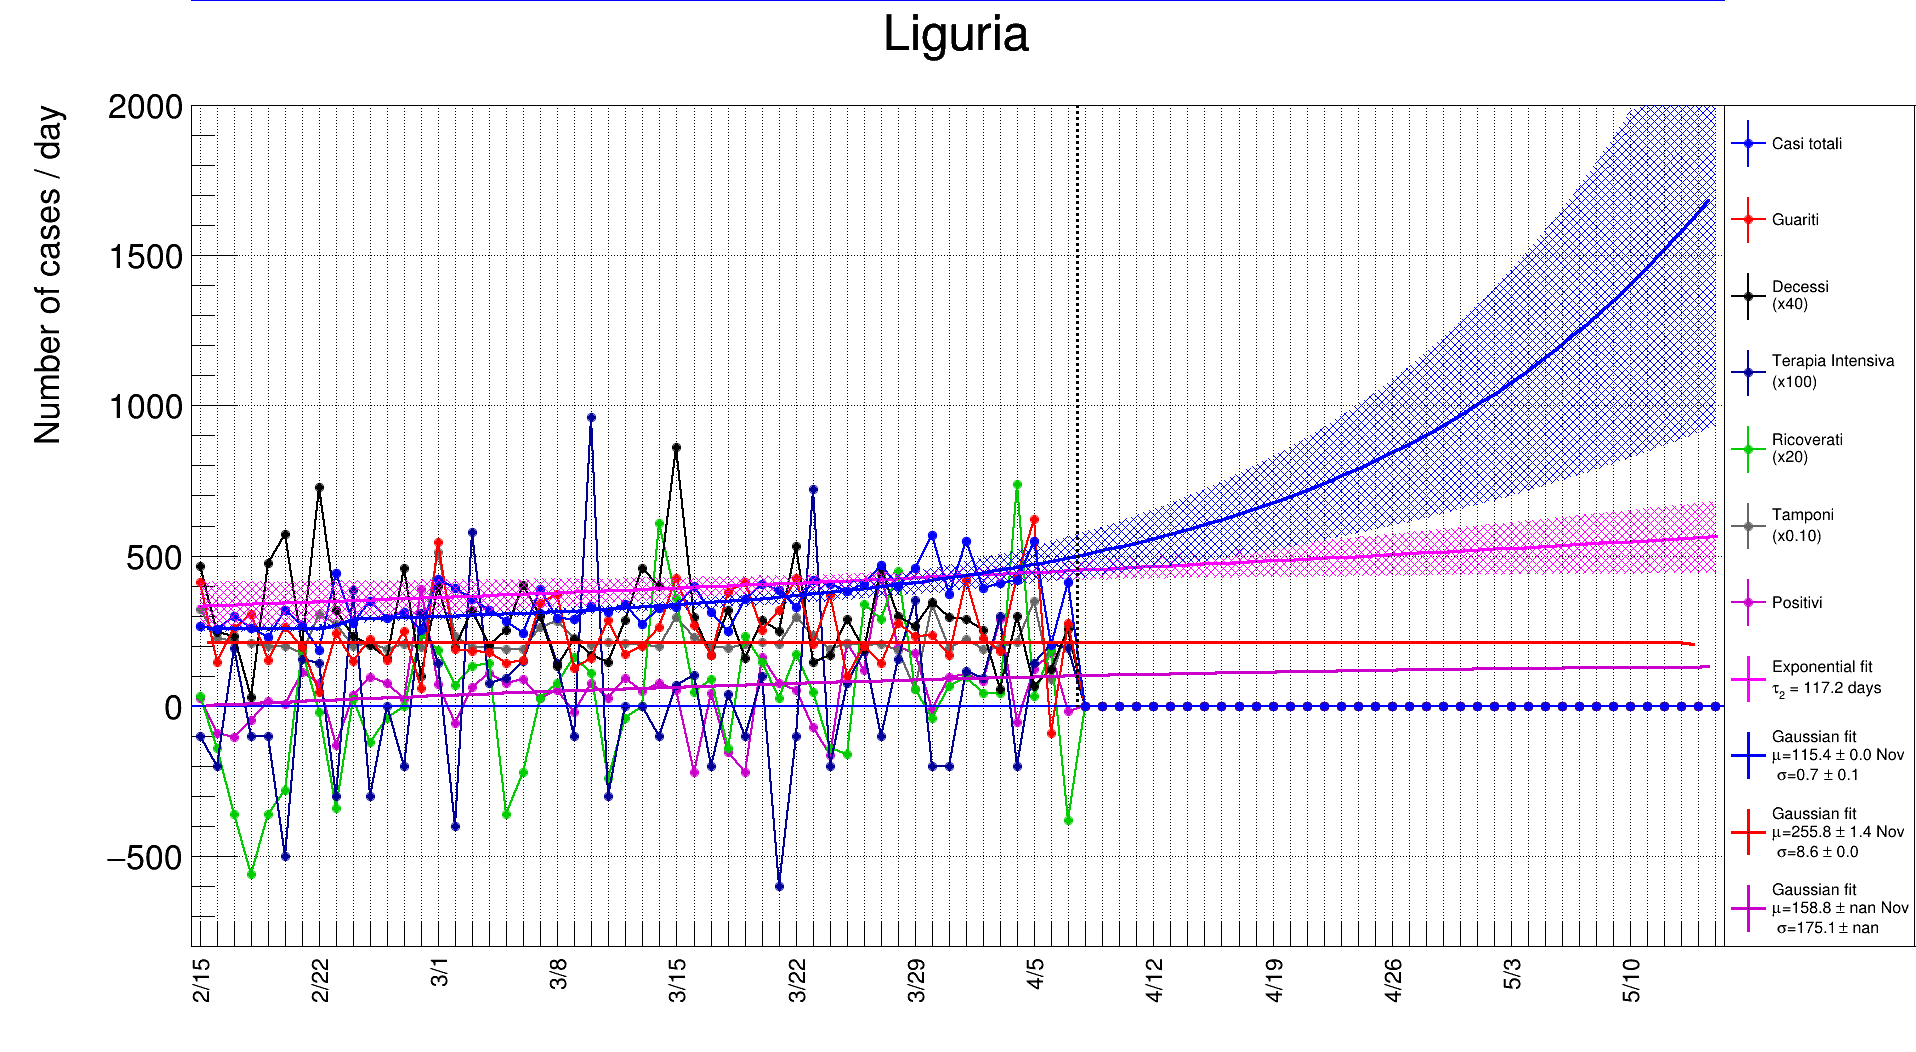 Liguria
Number of cases / day
2000
1500
1000
500
0
−500
2/15
2/22
3/1
3/8
3/15
3/22
3/29
4/5
4/12
4/19
4/26
5/3
5/10
Casi totali
Guariti
Decessi
(x40)
Terapia Intensiva
(x100)
Ricoverati
(x20)
Tamponi
(x0.10)
Positivi
Exponential fit
τ2 = 117.2 days
Gaussian fit
μ=115.4 ± 0.0 Nov
σ=0.7 ± 0.1
Gaussian fit
μ=255.8 ± 1.4 Nov
σ=8.6 ± 0.0
Gaussian fit
μ=158.8 ± nan Nov
σ=175.1 ± nan